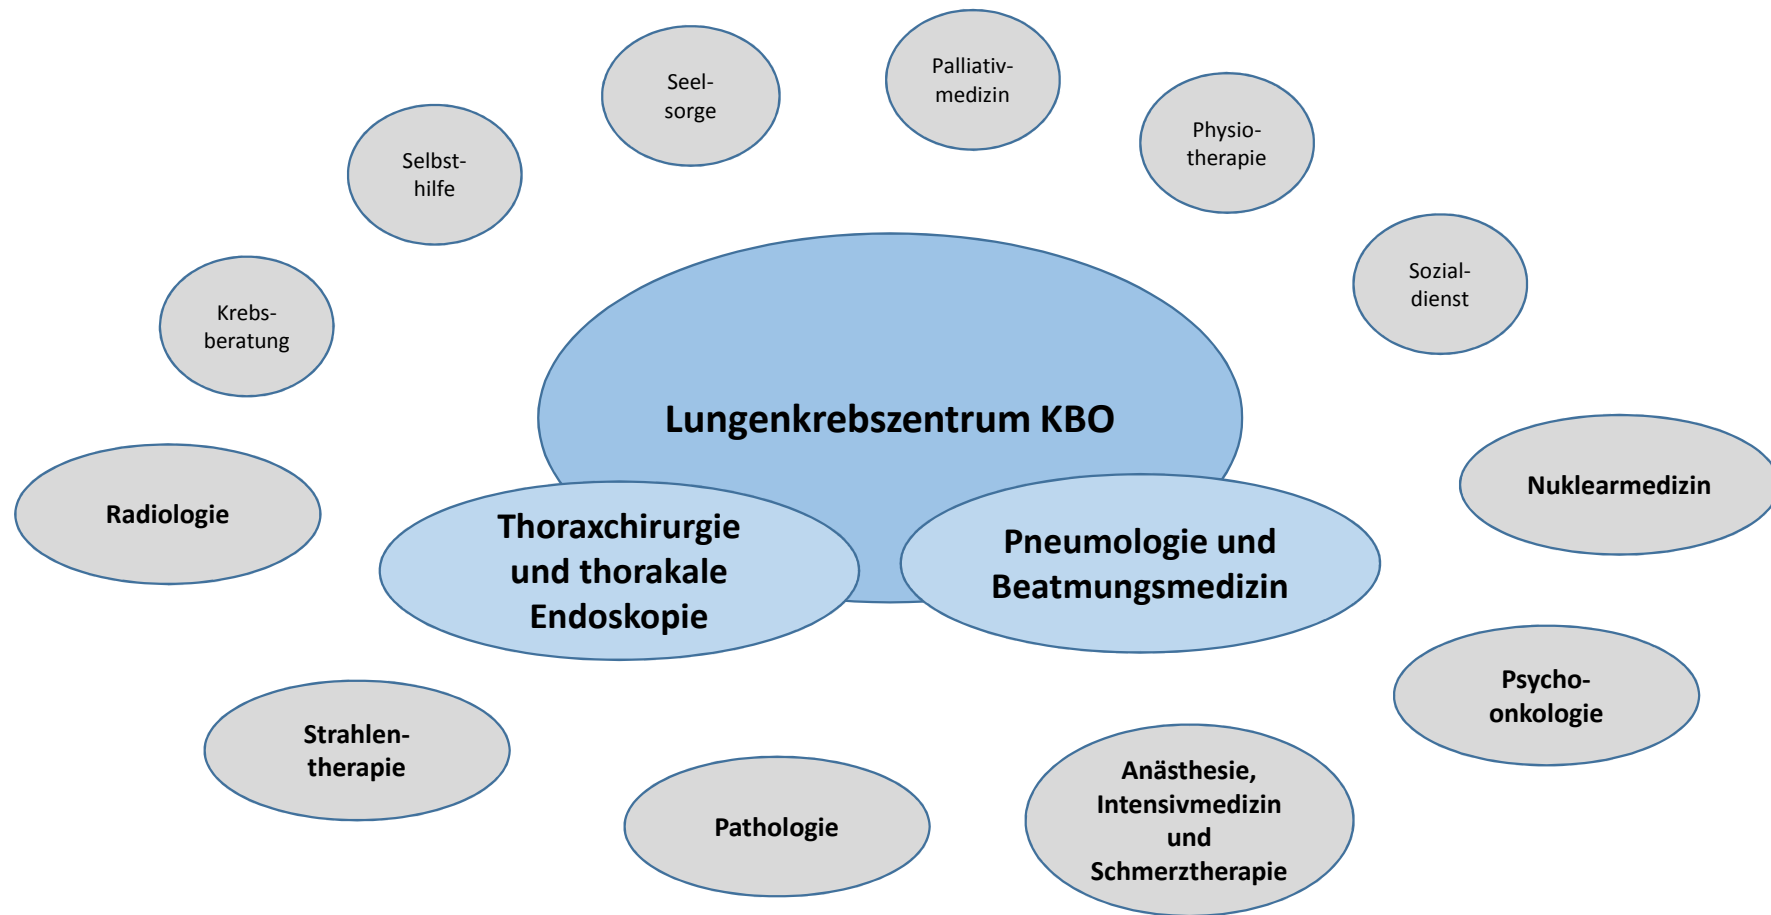 Seel-
sorge
Palliativ-
medizin
Physio-
therapie
Selbst-
hilfe
Sozial-
dienst
Krebs-
beratung
Lungenkrebszentrum KBO
Radiologie
Thoraxchirurgie
und thorakale
Endoskopie
Pneumologie und
Beatmungsmedizin
Nuklearmedizin
Strahlen-
therapie
Psycho-
onkologie
Pathologie
Anästhesie,
Intensivmedizin
und
Schmerztherapie